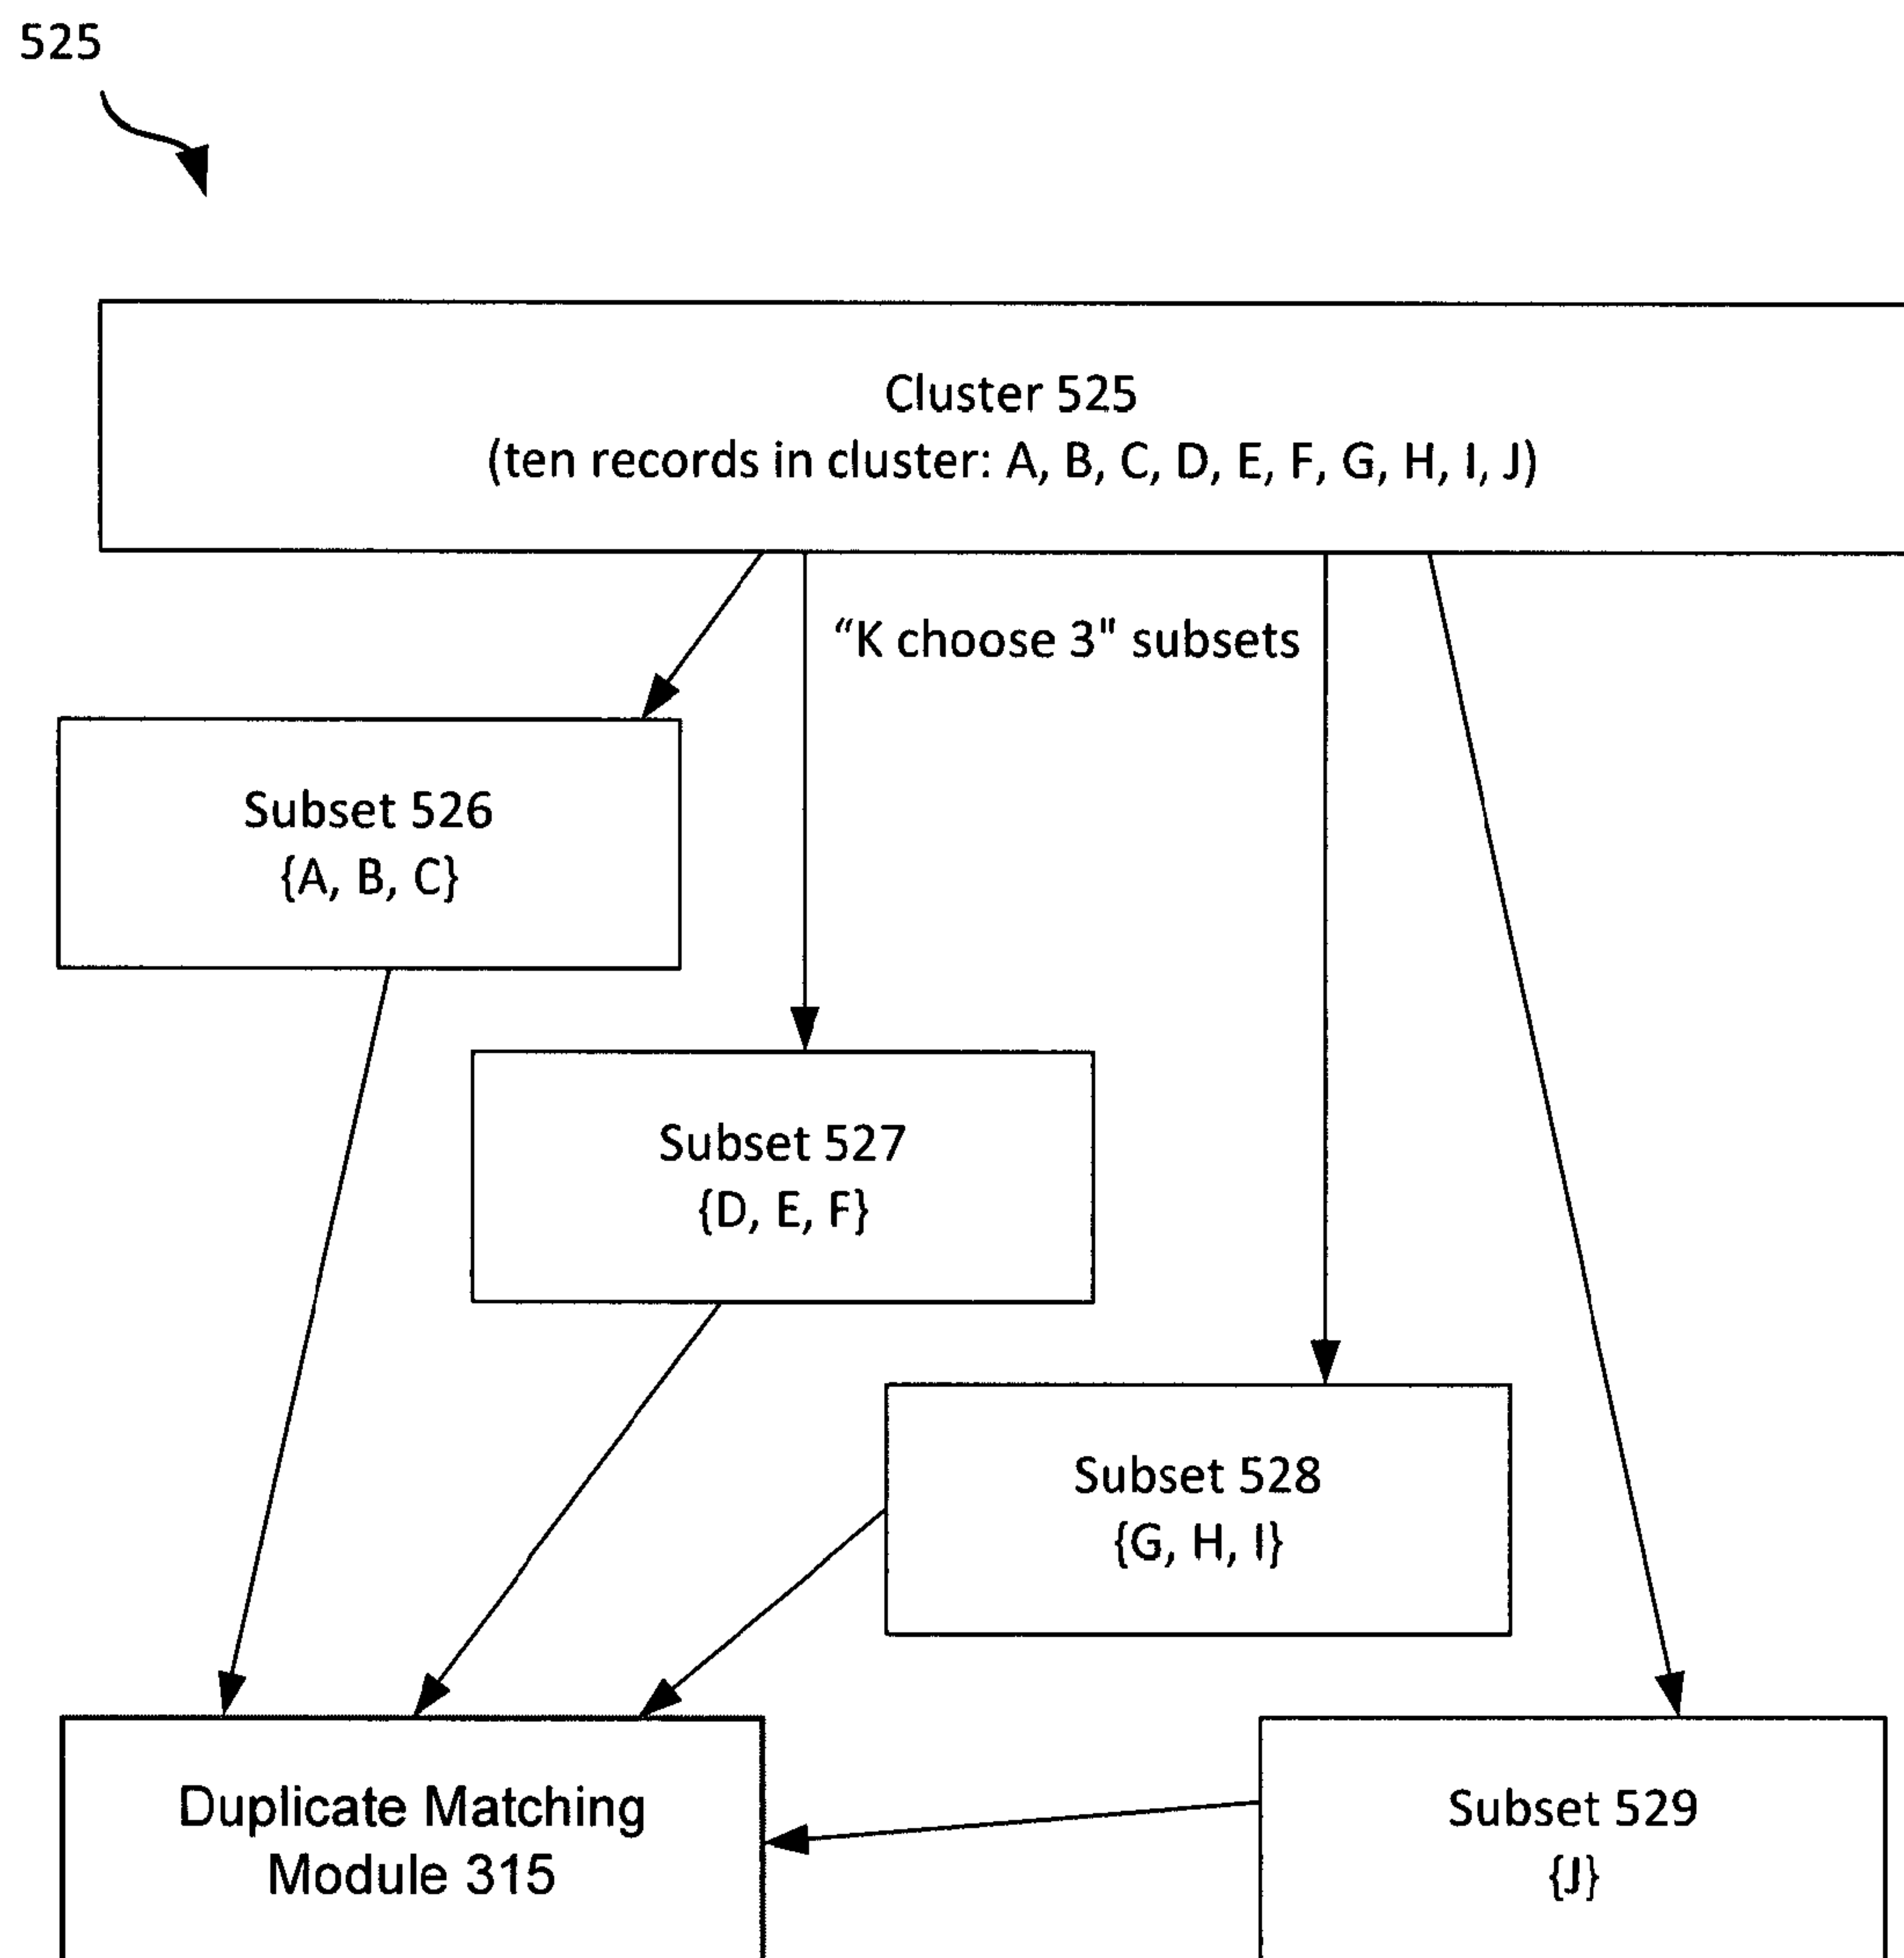 525
Cluster 525
(ten records in cluster: A, B, C, D, E, F, G, H, I, J)
“K choose 3" subsets
Subset 526
{A, B, C}
Subset 527
{D, E, F}
Subset 528
{G, H, I}
Duplicate Matching
Module 315
Subset 529
{J}